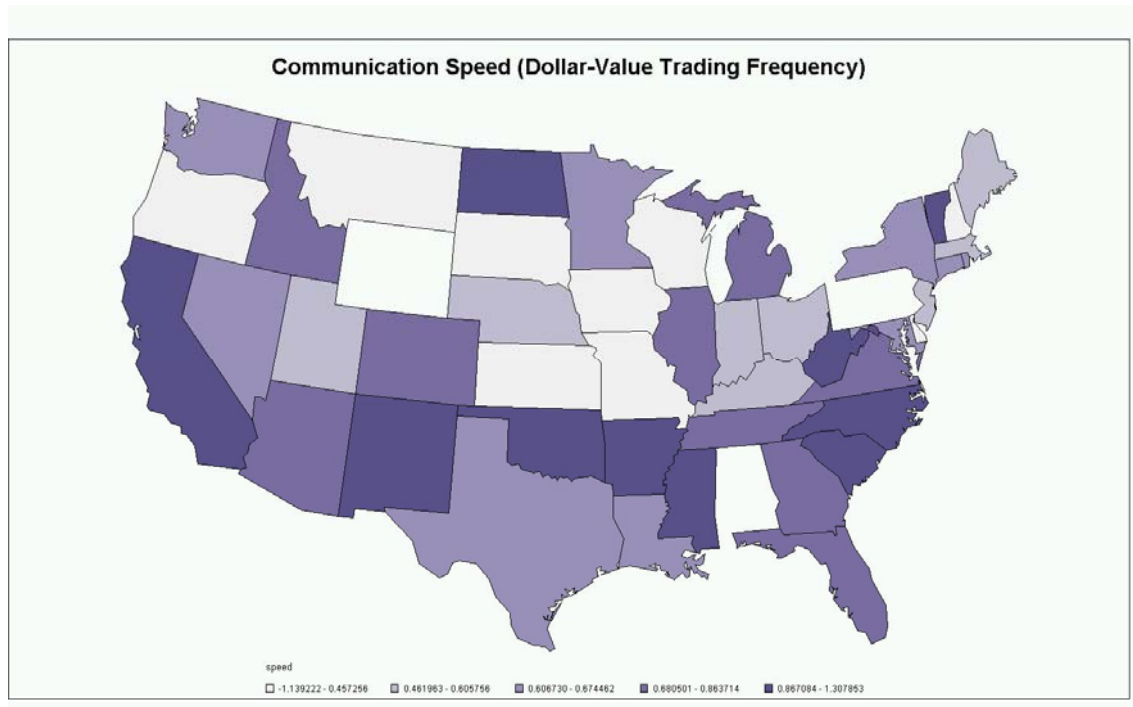 Communication Speed (Dollar-Value Trading Frequency)
speed
-1.139222 - 0.457256 0.461963 - 0.605756 0.606730 - 0.674462 0.680501 - 0.863714 0.867084 - 1.307853